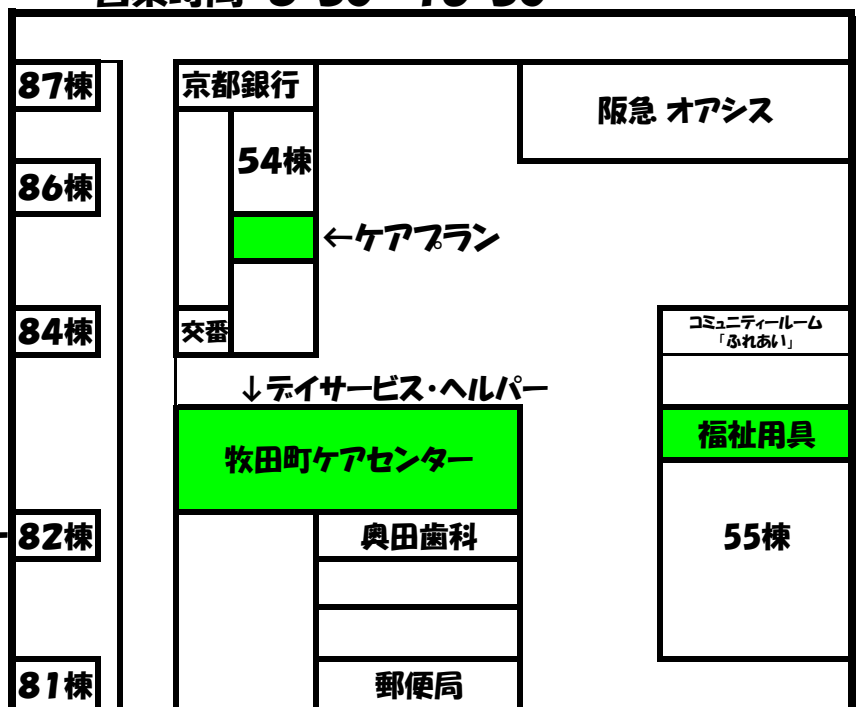 87棟
京都銀行
阪急 オアシス
54棟
86棟
←ケアプラン
84棟
交番
コミュニティールーム
「ふれあい」
↓デイサービス・ヘルパー
牧田町ケアセンター
福祉用具
82棟
奥田歯科
55棟
81棟
郵便局